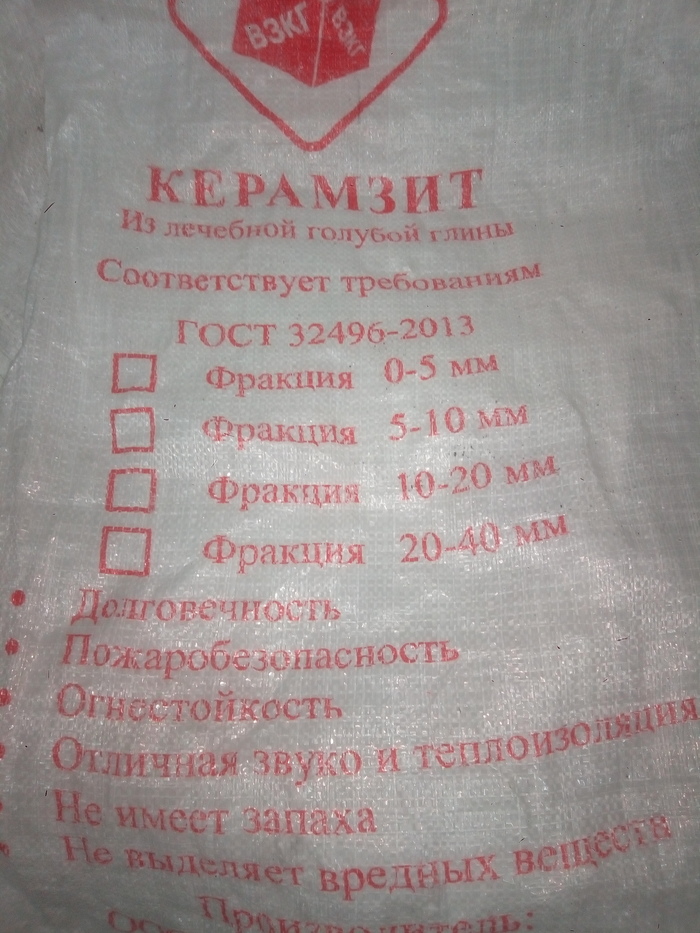 ВЗКГ ВЗКГ
КЕРАМЗИТ
Из лечебной голубой глины
Соответствует требованиям
ГОСТ 32496-2013
Фракция 0-5 мм
Фракция 5-10 мм
Фракция 10-20 мм
Фракция 20-40 мм
• Долговечность
• Пожаробезопасность
• Огнестойкость
• Отличная звуко и теплоизоляция
• Не имеет запаха
• Не выделяет вредных веществ
Производитель: